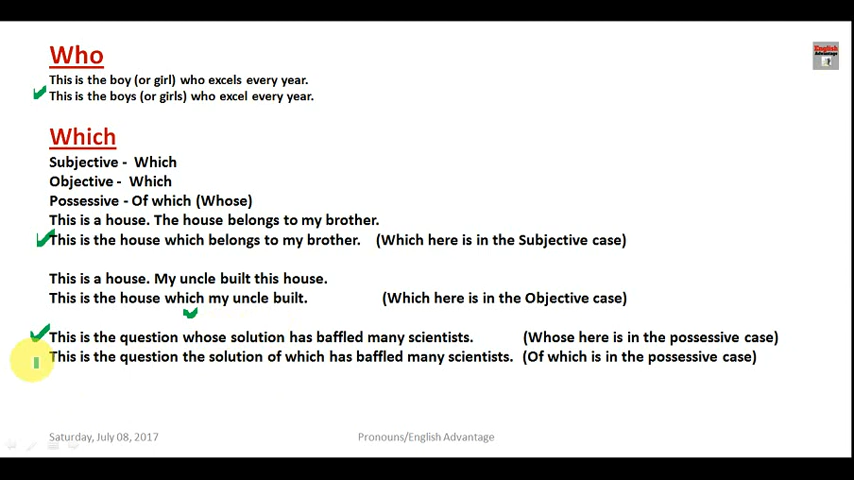 Who
English
Advantage
This is the boy (or girl) who excels every year.
This is the boys (or girls) who excel every year.
Which
Subjective - Which
Objective - Which
Possessive - Of which (Whose)
This is a house. The house belongs to my brother.
This is the house which belongs to my brother. (Which here is in the Subjective case)
This is a house. My uncle built this house.
This is the house which my uncle built. (Which here is in the Objective case)
This is the question whose solution has baffled many scientists. (Whose here is in the possessive case)
This is the question the solution of which has baffled many scientists. (Of which is in the possessive case)
Saturday, July 08, 2017 Pronouns/English Advantage